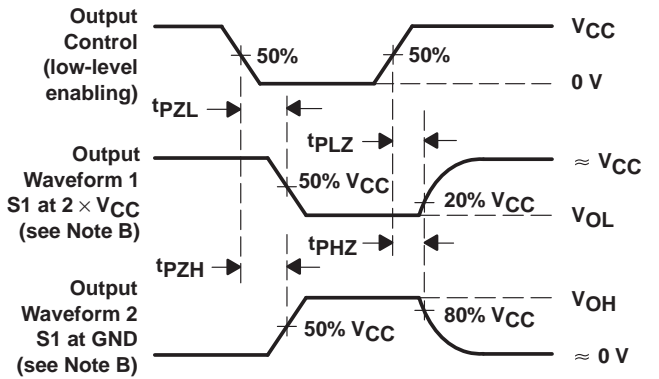 Output
Control
(low-level
enabling)
50%
50%
VCC
0 V
tPZL
tPLZ
Output
Waveform 1
S1 at 2 × VCC
(see Note B)
50% VCC
20% VCC
≈ VCC
VOL
tPZH
tPHZ
Output
Waveform 2
S1 at GND
(see Note B)
50% VCC
80% VCC
VOH
≈ 0 V